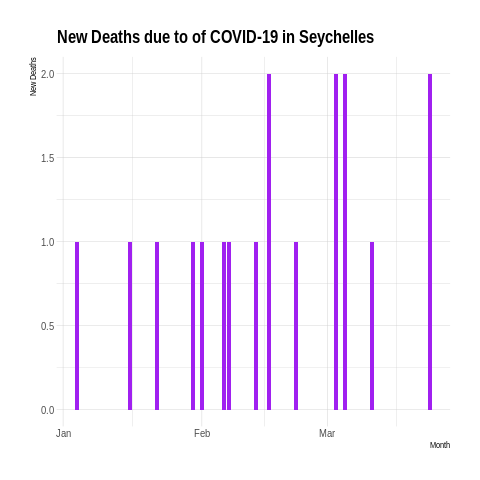 New Deaths due to of COVID-19 in Seychelles
New Deaths
2.0
1.5
1.0
0.5
0.0
Jan Feb Mar
Month